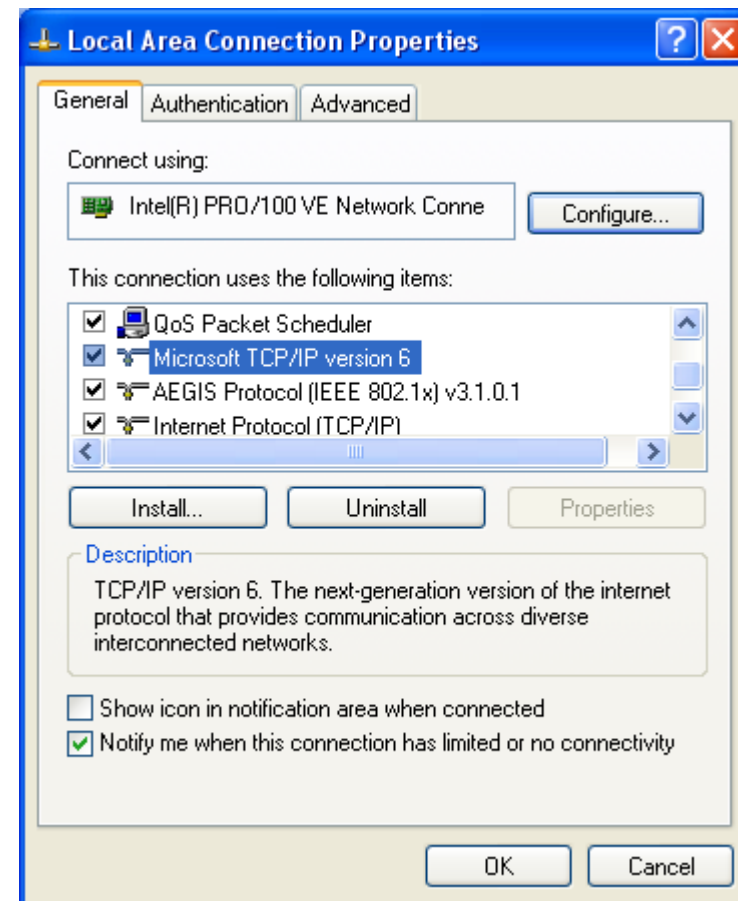 Local Area Connection Properties
General Authentication Advanced
Connect using:
Intel(R) PRO/100 VE Network Conne
Configure...
This connection uses the following items:
QoS Packet Scheduler
Microsoft TCP/IP version 6
AEGIS Protocol (IEEE 802.1x) v3.1.0.1
Internet Protocol (TCP/IP)
Install... Uninstall Properties
Description
TCP/IP version 6. The next-generation version of the internet
protocol that provides communication across diverse
interconnected networks.
Show icon in notification area when connected
Notify me when this connection has limited or no connectivity
OK Cancel